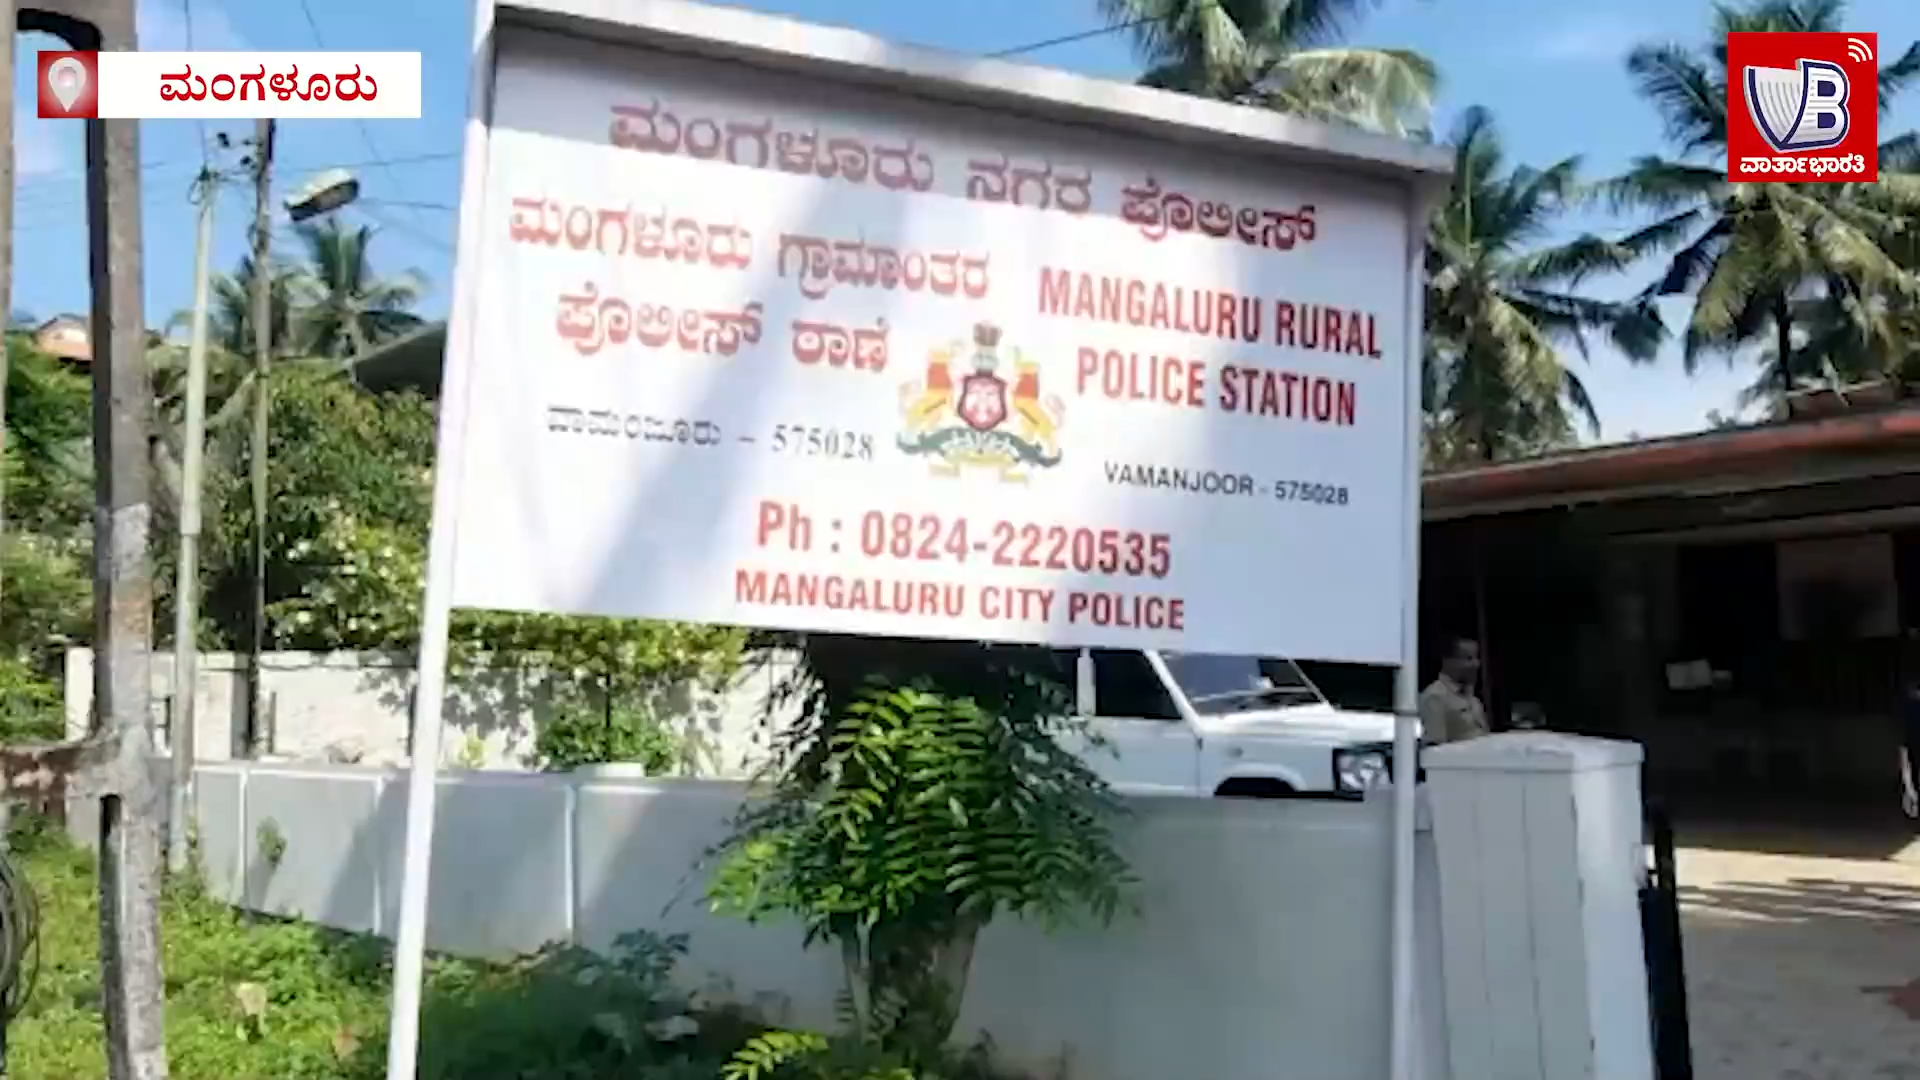 ಮಂಗಳೂರು
ವಾರ್ತಾಭಾರತಿ
ಮಂಗಳೂರು ನಗರ ಪೊಲೀಸ್
ಮಂಗಳೂರು ಗ್ರಾಮಾಂತರ
ಪೊಲೀಸ್ ಠಾಣೆ
ವಾಮಂಜೂರು - 575028
MANGALURU RURAL
POLICE STATION
VAMANJOOR - 575028
Ph : 0824-2220535
MANGALURU CITY POLICE